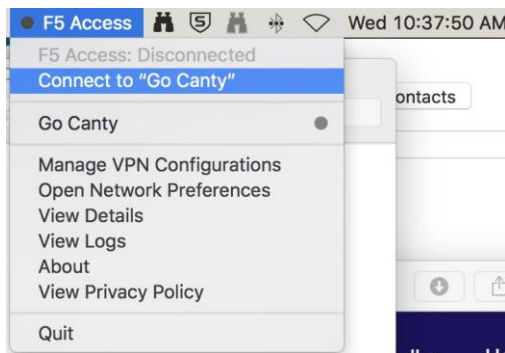 F5 Access Wed 10:37:50 AM
F5 Access: Disconnected
Connect to “Go Canty”
ontacts
Go Canty
Manage VPN Configurations
Open Network Preferences
View Details
View Logs
About
View Privacy Policy
Quit